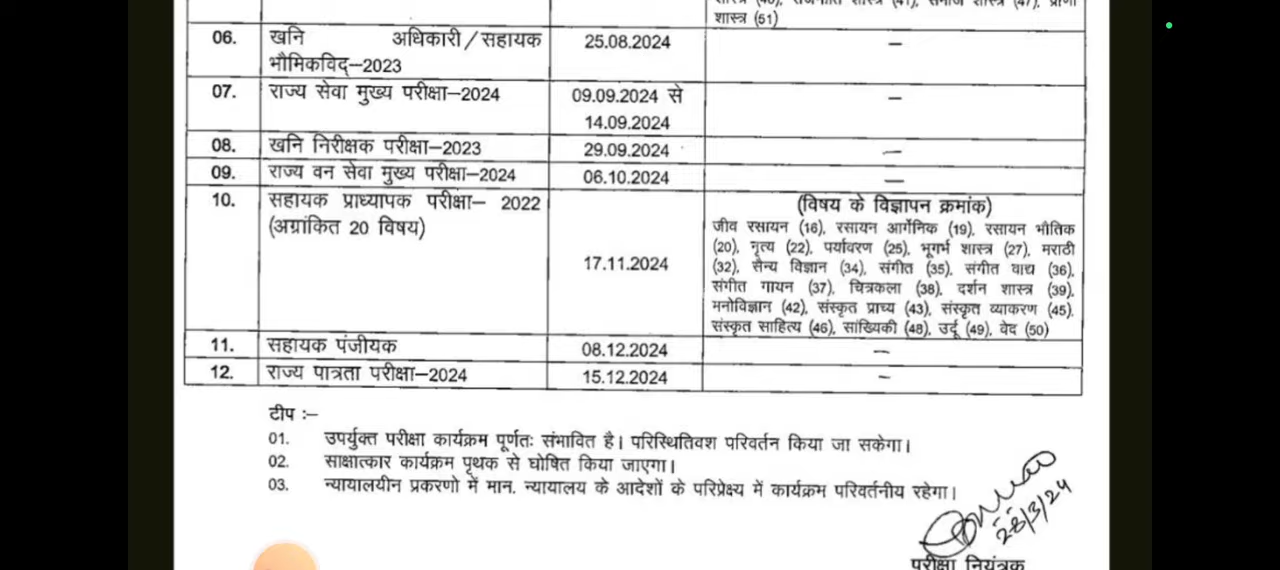 शास्त्र (51)
06. खनि अधिकारी/सहायक 25.08.2024 –
भौमिकविद्–2023
07. राज्य सेवा मुख्य परीक्षा–2024 09.09.2024 से –
14.09.2024
08. खनि निरीक्षक परीक्षा–2023 29.09.2024 –
09. राज्य वन सेवा मुख्य परीक्षा–2024 06.10.2024 –
10. सहायक प्राध्यापक परीक्षा– 2022
(अग्रांकित 20 विषय)
17.11.2024
(विषय के विज्ञापन क्रमांक)
जीव रसायन (16), रसायन आर्गेनिक (19), रसायन भौतिक
(20), नृत्य (22), पर्यावरण (25), भूगर्भ शास्त्र (27), मराठी
(32), सैन्य विज्ञान (34), संगीत (35), संगीत वाद्य (36),
संगीत गायन (37), चित्रकला (38), दर्शन शास्त्र (39),
मनोविज्ञान (42), संस्कृत प्राच्य (43), संस्कृत व्याकरण (45),
संस्कृत साहित्य (46), सांख्यिकी (48), उर्दू (49), वेद (50)
11. सहायक पंजीयक 08.12.2024 –
12. राज्य पात्रता परीक्षा–2024 15.12.2024 –
टीप :–
01. उपर्युक्त परीक्षा कार्यक्रम पूर्णतः संभावित है। परिस्थितिवश परिवर्तन किया जा सकेगा।
02. साक्षात्कार कार्यक्रम पृथक से घोषित किया जाएगा।
03. न्यायालयीन प्रकरणो में मान. न्यायालय के आदेशों के परिप्रेक्ष्य में कार्यक्रम परिवर्तनीय रहेगा।
28/3/24
परीक्षा नियंत्रक